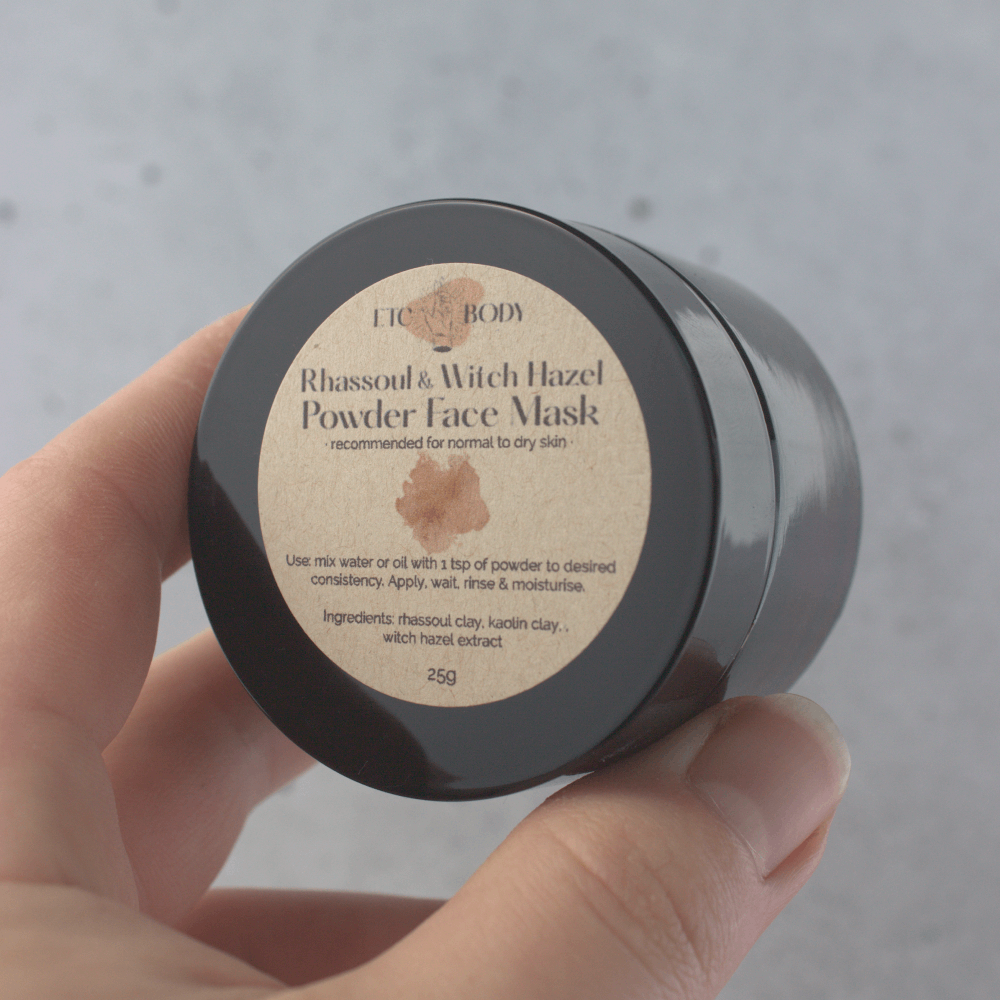 ETC BODY
Rhassoul & Witch Hazel
Powder Face Mask
· recommended for normal to dry skin ·
Use: mix water or oil with 1 tsp of powder to desired
consistency. Apply, wait, rinse & moisturise.
Ingredients: rhassoul clay, kaolin clay, ,
witch hazel extract
25g